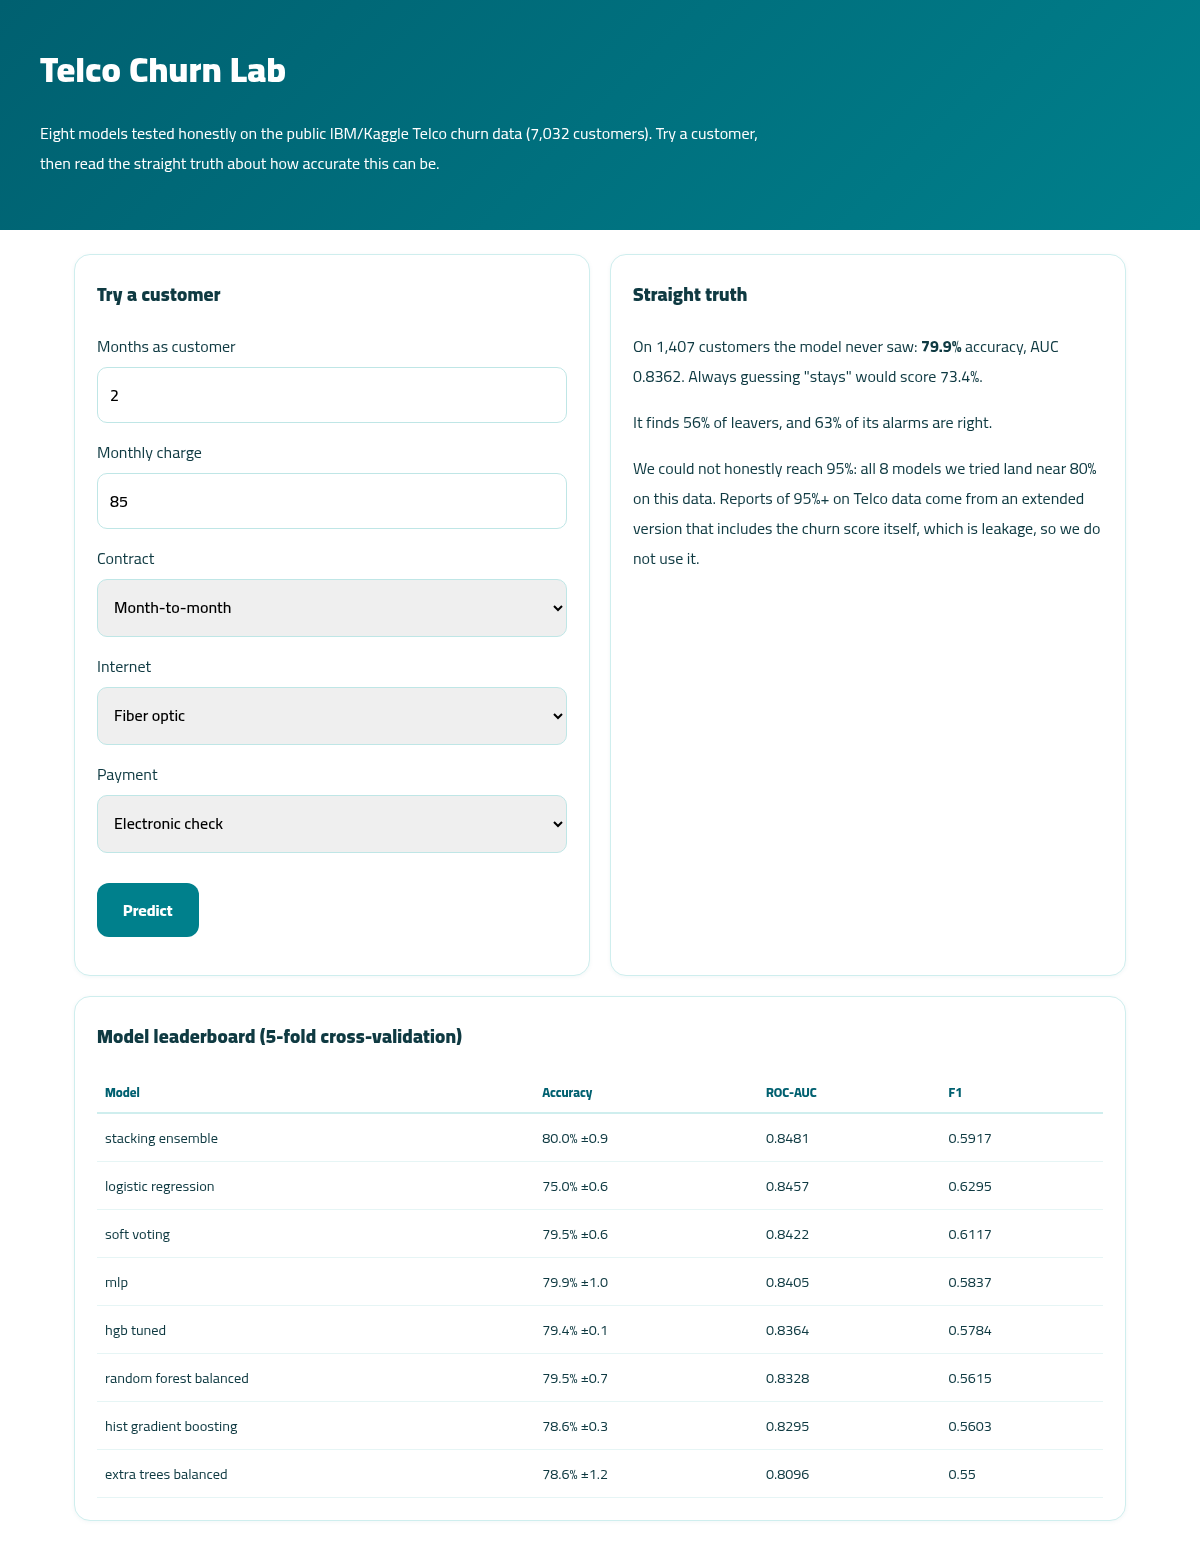 Telco Churn Lab
Eight models tested honestly on the public IBM/Kaggle Telco churn data (7,032 customers). Try a customer,
then read the straight truth about how accurate this can be.
Try a customer
Months as customer
2
Monthly charge
85
Contract
Month-to-month
Internet
Fiber optic
Payment
Electronic check
Predict
Straight truth
On 1,407 customers the model never saw: 79.9% accuracy, AUC
0.8362. Always guessing "stays" would score 73.4%.
It finds 56% of leavers, and 63% of its alarms are right.
We could not honestly reach 95%: all 8 models we tried land near 80%
on this data. Reports of 95%+ on Telco data come from an extended
version that includes the churn score itself, which is leakage, so we do
not use it.
Model leaderboard (5-fold cross-validation)
Model Accuracy ROC-AUC F1
stacking ensemble 80.0% ±0.9 0.8481 0.5917
logistic regression 75.0% ±0.6 0.8457 0.6295
soft voting 79.5% ±0.6 0.8422 0.6117
mlp 79.9% ±1.0 0.8405 0.5837
hgb tuned 79.4% ±0.1 0.8364 0.5784
random forest balanced 79.5% ±0.7 0.8328 0.5615
hist gradient boosting 78.6% ±0.3 0.8295 0.5603
extra trees balanced 78.6% ±1.2 0.8096 0.55